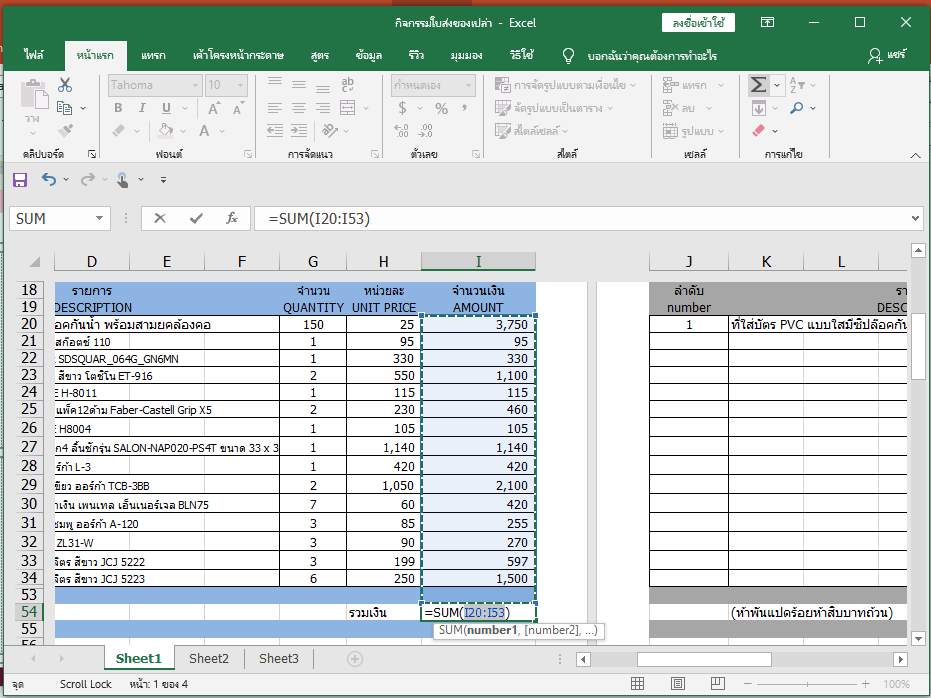 กิจกรรมใบส่งของเปล่า - Excel
ลงชื่อเข้าใช้
ไฟล์ หน้าแรก แทรก เค้าโครงหน้ากระดาษ สูตร ข้อมูล รีวิว มุมมอง วิธีใช้ บอกฉันว่าคุณต้องการทำอะไร แชร์
วาง
Tahoma 10
B I U
คลิปบอร์ด ฟอนต์ การจัดแนว ตัวเลข สไตล์ เซลล์ การแก้ไข
กำหนดเอง
การจัดรูปแบบตามเงื่อนไข
จัดรูปแบบเป็นตาราง
สไตล์เซลล์
แทรก
ลบ
รูปแบบ
SUM =SUM(I20:I53)
D E F G H I J K L
18 รายการ จำนวน หน่วยละ จำนวนเงิน ลำดับ รา
19 DESCRIPTION QUANTITY UNIT PRICE AMOUNT number DESC
20 อคกันน้ำ พร้อมสายคล้องคอ 150 25 3,750 1 ที่ใส่บัตร PVC แบบใสมีซิปล๊อคกัน
21 สก๊อตช์ 110 1 95 95
22 SDSQUAR_064G_GN6MN 1 330 330
23 สีขาว โตชิโน ET-916 2 550 1,100
24 E H-8011 1 115 115
25 แพ็ค12ด้าม Faber-Castell Grip X5 2 230 460
26 E H8004 1 105 105
27 ก4 ลิ้นชักรุ่น SALON-NAP020-PS4T ขนาด 33 x 3 1 1,140 1,140
28 ร์ก้า L-3 1 420 420
29 ขียว ออร์ก้า TCB-3BB 2 1,050 2,100
30 าเงิน เพนเทล เอ็นเนอร์เจล BLN75 7 60 420
31 ชมพู ออร์ก้า A-120 3 85 255
32 ZL31-W 3 90 270
33 จิตร สีขาว JCJ 5222 3 199 597
34 จิตร สีขาว JCJ 5223 6 250 1,500
53
54 รวมเงิน =SUM(I20:I53) (ห้าพันแปดร้อยห้าสิบบาทถ้วน)
55 SUM(number1, [number2], ...)
56
Sheet1 Sheet2 Sheet3
จุด Scroll Lock หน้า: 1 ของ 4 100%